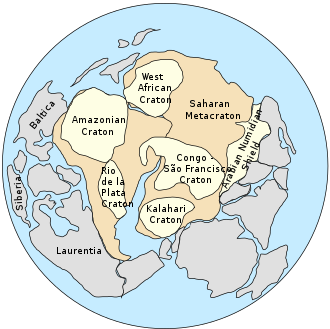 West
African
Craton
Saharan
Metacraton
Baltica
Amazonian
Craton
Arabian Numidian
Shield
Congo -
São Francisco
Craton
Rio
de la
Plata
Craton
Siberia
Kalahari
Craton
Laurentia